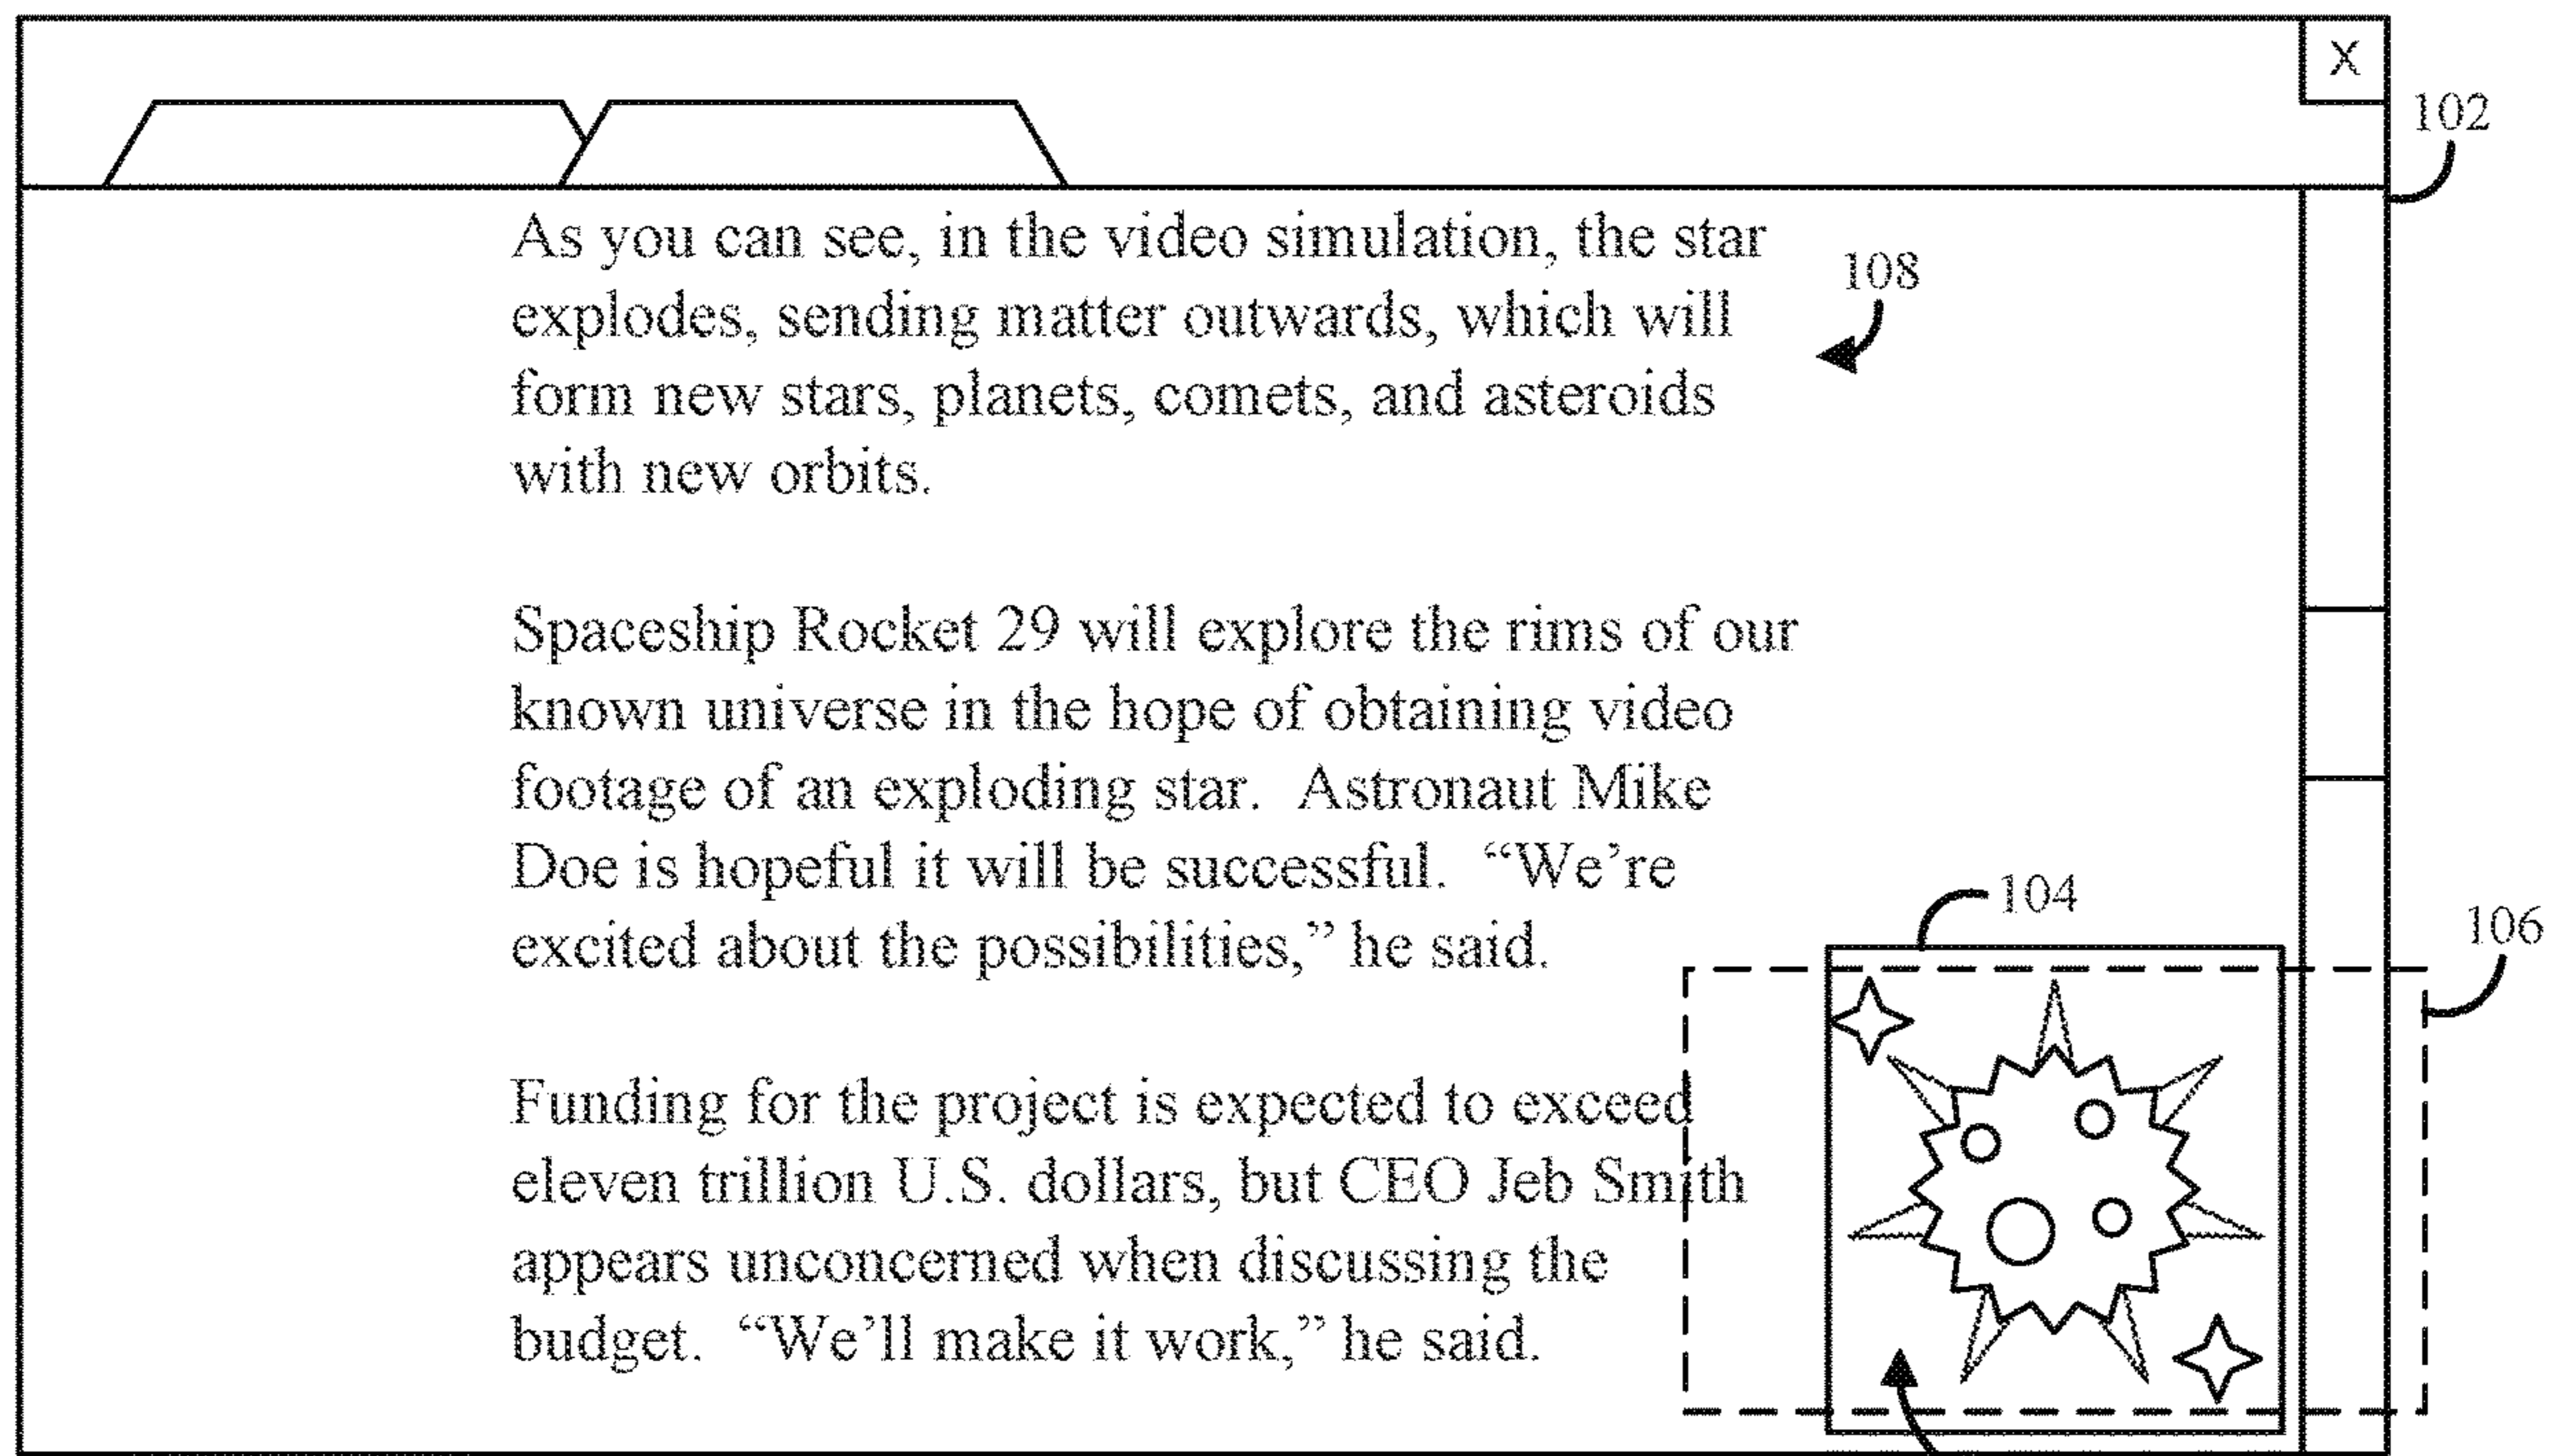 X
102
As you can see, in the video simulation, the star
explodes, sending matter outwards, which will
form new stars, planets, comets, and asteroids
with new orbits.
108
Spaceship Rocket 29 will explore the rims of our
known universe in the hope of obtaining video
footage of an exploding star.  Astronaut Mike
Doe is hopeful it will be successful.  “We’re
excited about the possibilities,” he said.
104
106
Funding for the project is expected to exceed
eleven trillion U.S. dollars, but CEO Jeb Smith
appears unconcerned when discussing the
budget.  “We’ll make it work,” he said.